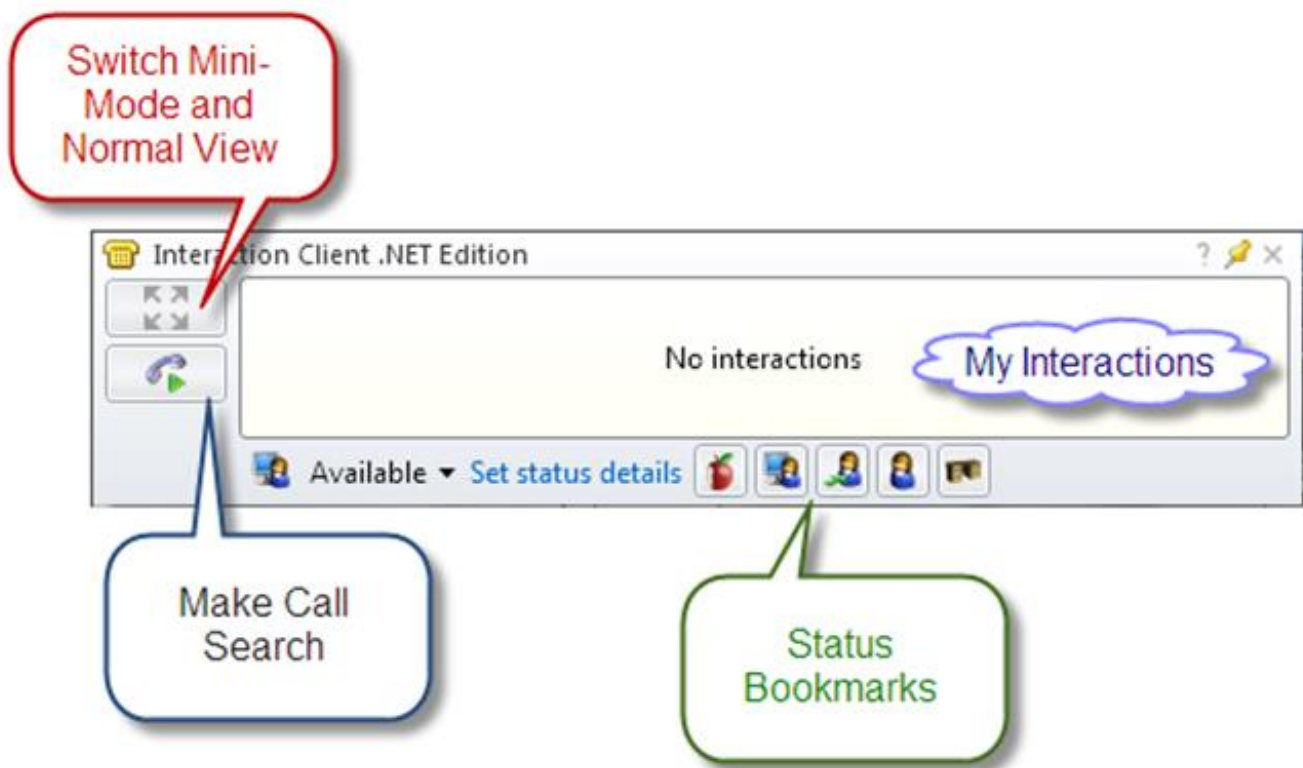 Switch Mini-
Mode and
Normal View
Interaction Client .NET Edition
?
No interactions
My Interactions
Available
Set status details
Make Call
Search
Status
Bookmarks